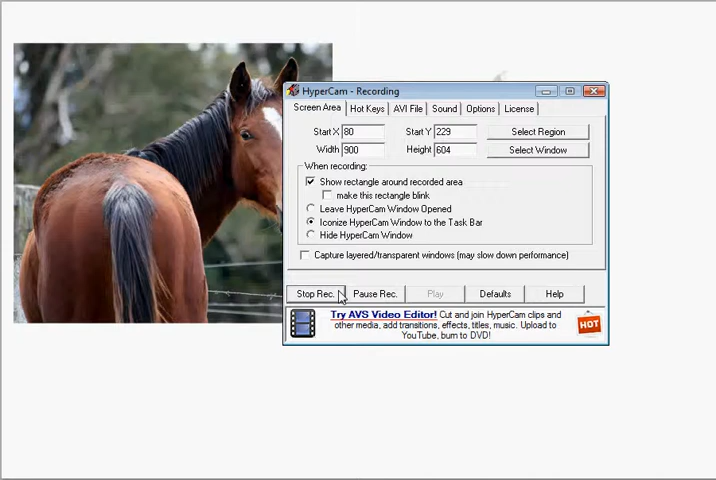 HyperCam - Recording
Screen Area Hot Keys AVI File Sound Options License
Start X 80 Start Y 229 Select Region
Width 900 Height 604 Select Window
When recording:
Show rectangle around recorded area
make this rectangle blink
Leave HyperCam Window Opened
Iconize HyperCam Window to the Task Bar
Hide HyperCam Window
Capture layered/transparent windows (may slow down performance)
Stop Rec. Pause Rec. Play Defaults Help
Try AVS Video Editor! Cut and join HyperCam clips and
other media, add transitions, effects, titles, music. Upload to
YouTube, burn to DVD!
HOT